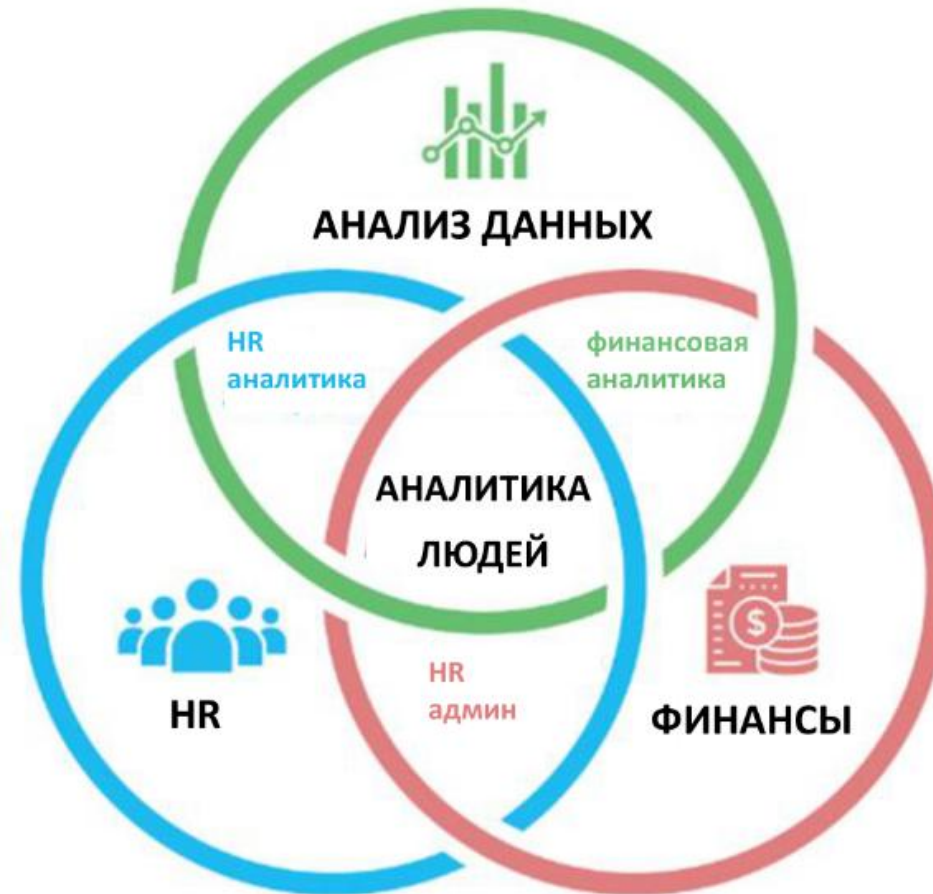 АНАЛИЗ ДАННЫХ
HR
аналитика
финансовая
аналитика
АНАЛИТИКА
ЛЮДЕЙ
$
HR
админ
HR
ФИНАНСЫ